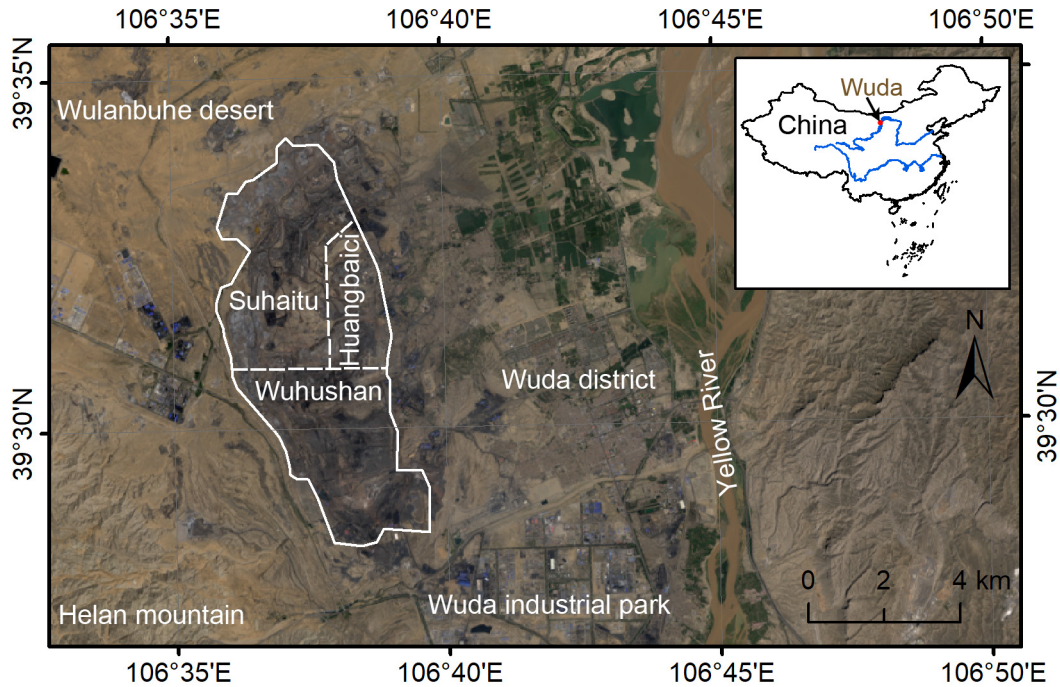 106°35'E
106°40'E
106°45'E
106°50'E
39°35'N
39°35'N
Wulanbuhe desert
Wuda
China
Suhaitu
Huangbaici
Wuhushan
Wuda district
Yellow River
N
39°30'N
39°30'N
0 2 4 km
Helan mountain
Wuda industrial park
106°35'E
106°40'E
106°45'E
106°50'E